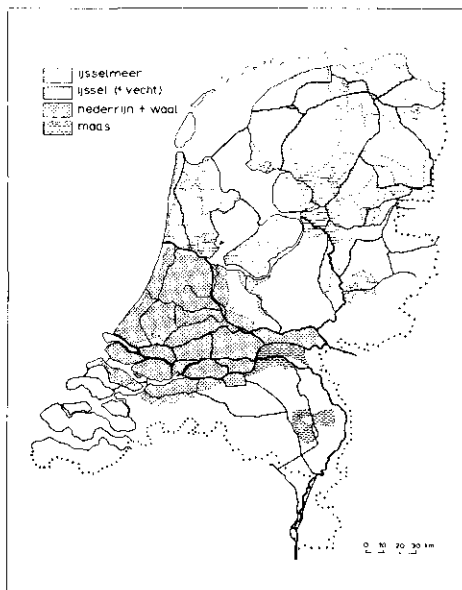 ijsselmeer
ijssel (+ vecht)
nederrijn + waal
maas
0 10 20 30 km